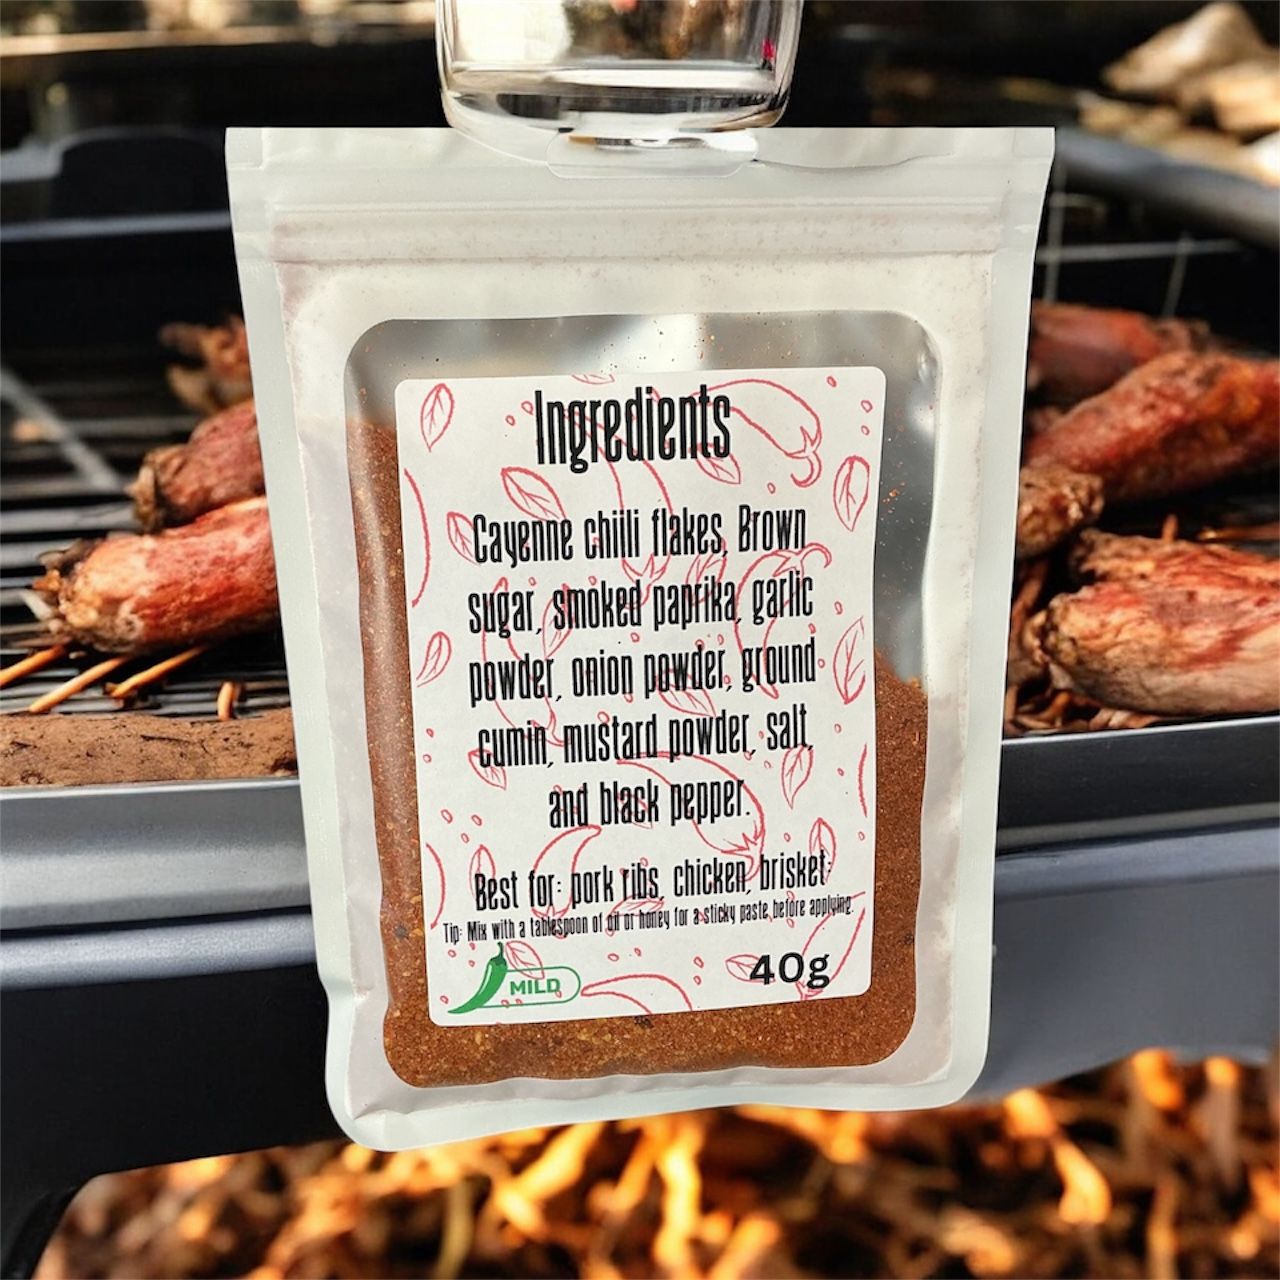 Ingredients
Cayenne chiili flakes, Brown
sugar, smoked paprika, garlic
powder, onion powder, ground
cumin, mustard powder, salt,
and black pepper.
Best for: pork ribs, chicken, brisket.
Tip: Mix with a tablespoon of oil or honey for a sticky paste before applying.
MILD
40g